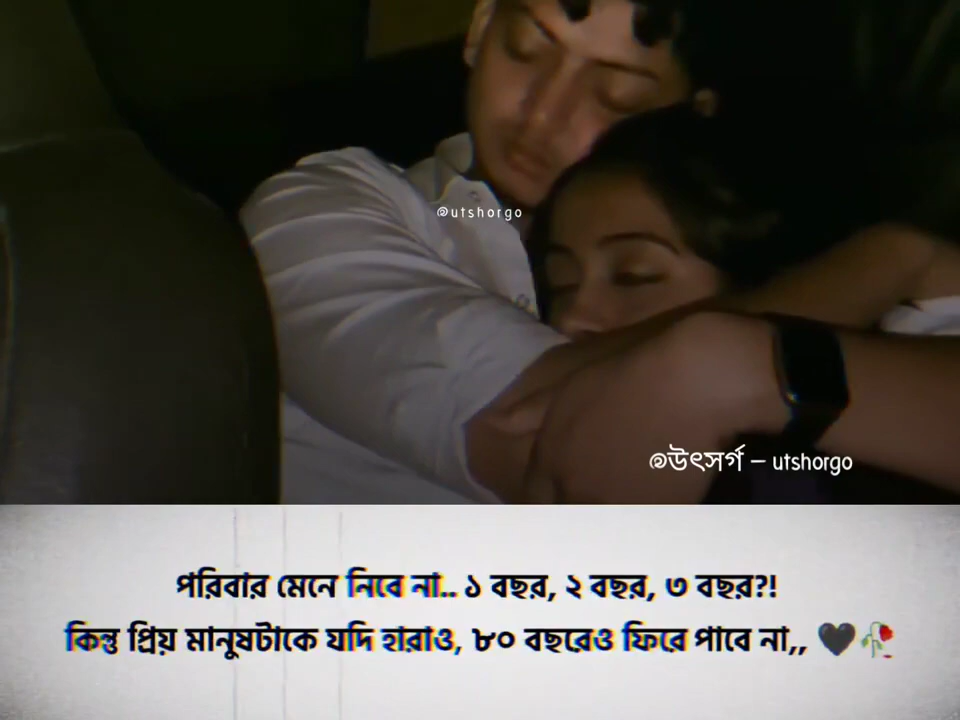 @utshorgo
@উৎসর্গ – utshorgo
পরিবার মেনে নিবে না.. ১ বছর, ২ বছর, ৩ বছর?!
কিন্তু প্রিয় মানুষটাকে যদি হারাও, ৮০ বছরেও ফিরে পাবে না,, 🖤🥀